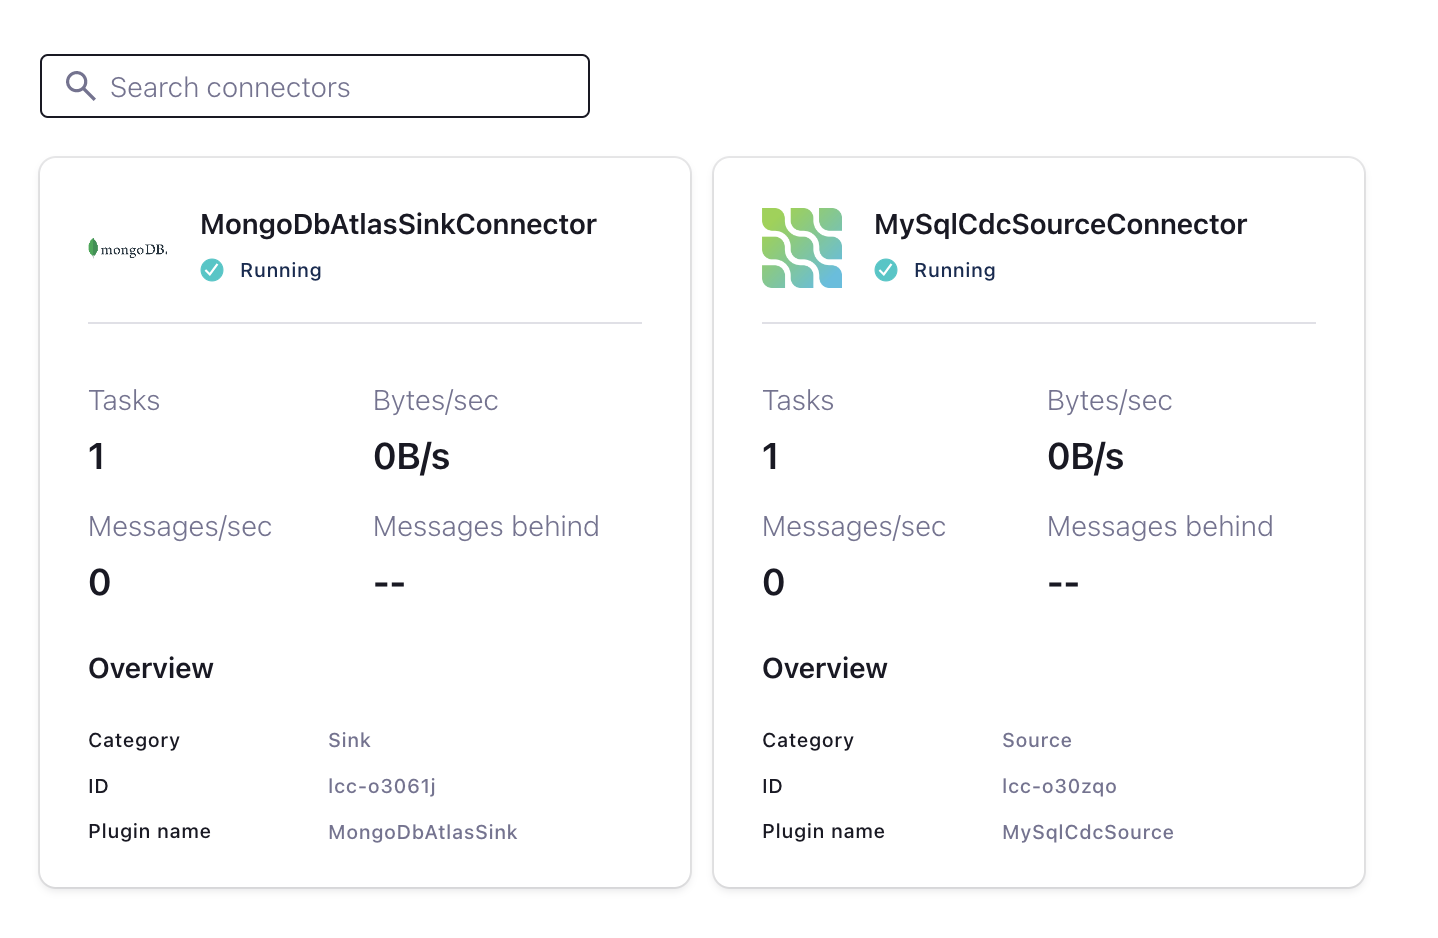 Search connectors
mongoDB.
MongoDbAtlasSinkConnector
Running
Tasks
Bytes/sec
1
0B/s
Messages/sec
Messages behind
0
--
Overview
Category
Sink
ID
lcc-o3061j
Plugin name
MongoDbAtlasSink
MySqlCdcSourceConnector
Running
Tasks
Bytes/sec
1
0B/s
Messages/sec
Messages behind
0
--
Overview
Category
Source
ID
lcc-o30zqo
Plugin name
MySqlCdcSource